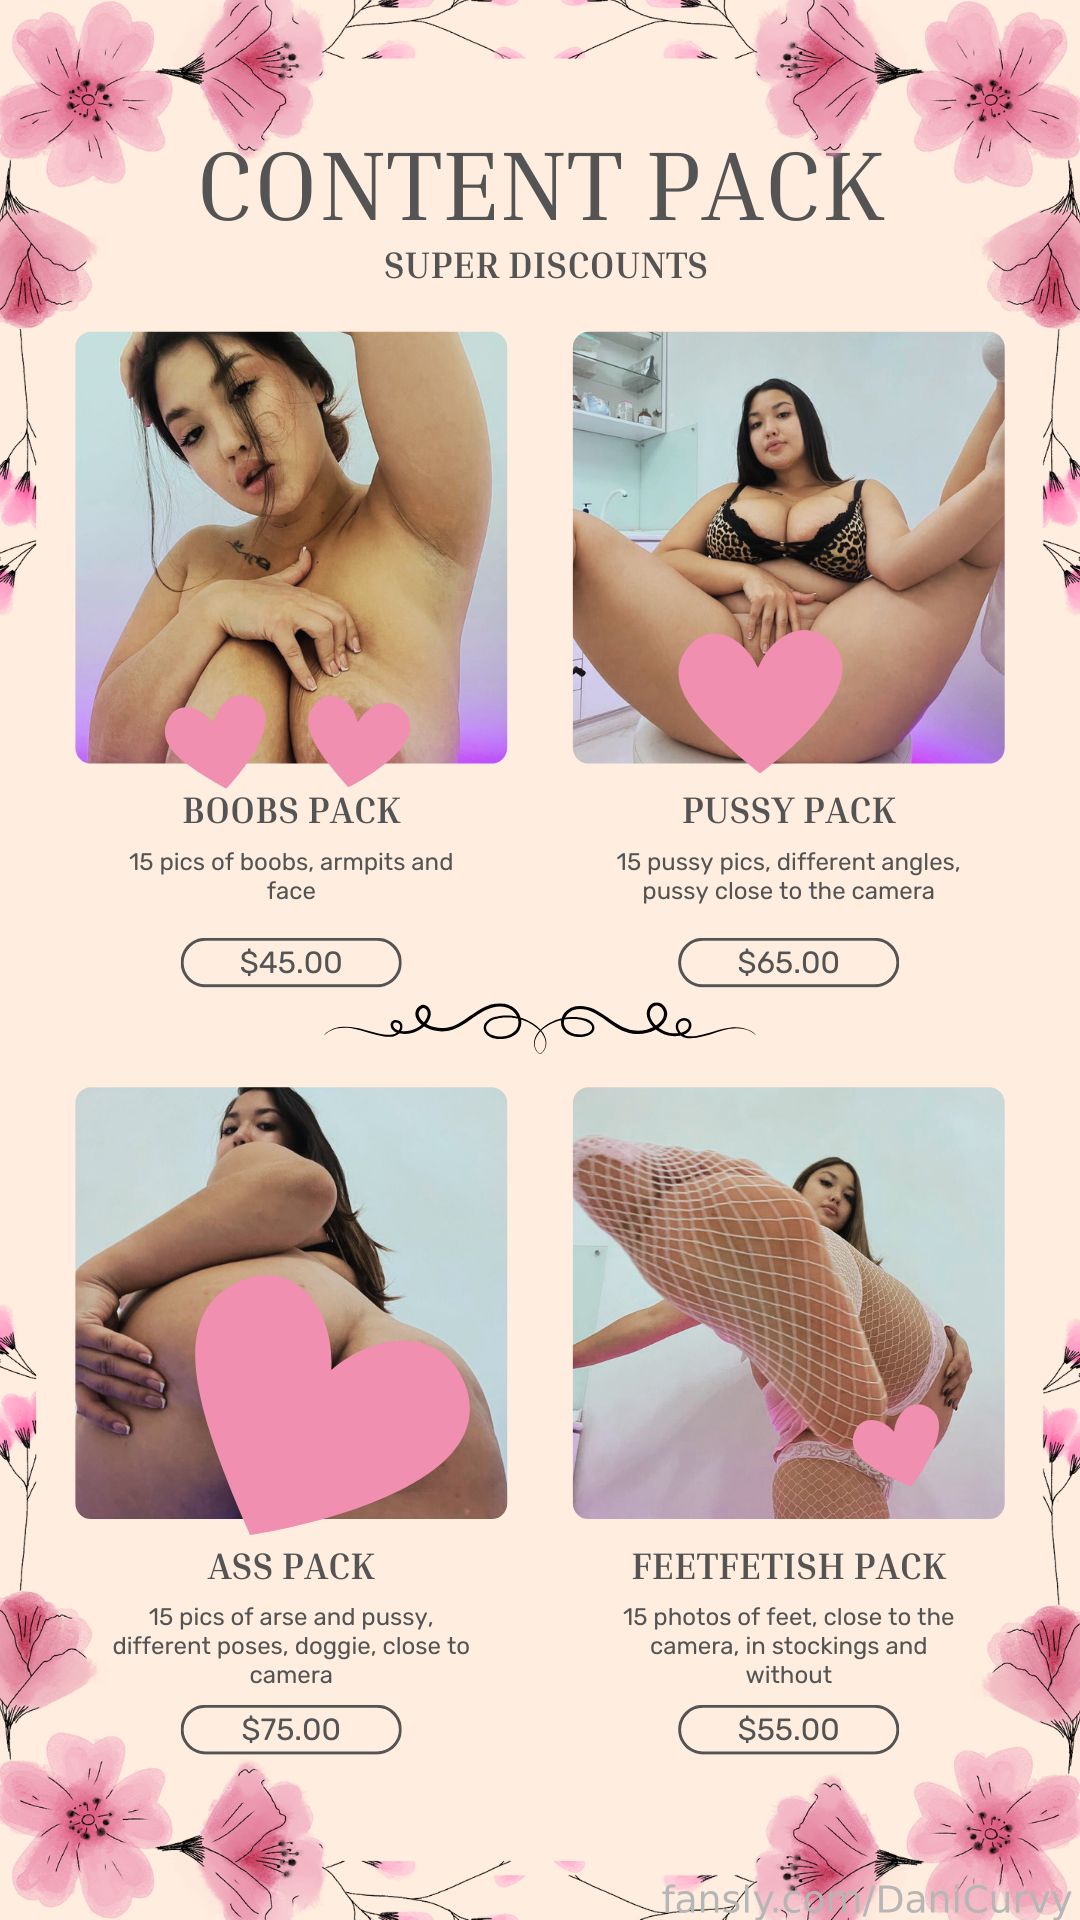 CONTENT PACK
SUPER DISCOUNTS
BOOBS PACK
15 pics of boobs, armpits and
face
$45.00
PUSSY PACK
15 pussy pics, different angles,
pussy close to the camera
$65.00
ASS PACK
15 pics of arse and pussy,
different poses, doggie, close to
camera
$75.00
FEETFETISH PACK
15 photos of feet, close to the
camera, in stockings and
without
$55.00
fansly.com/DaniCurvy